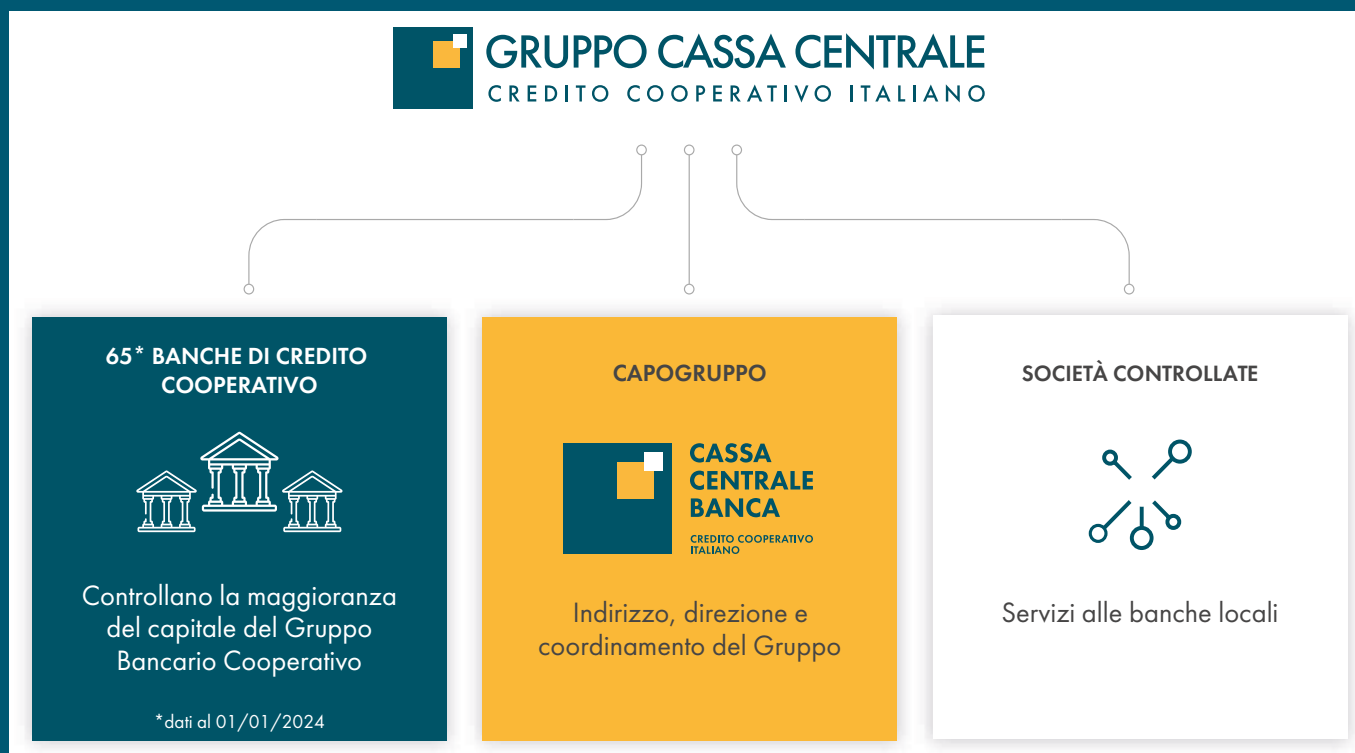 GRUPPO CASSA CENTRALE
CREDITO COOPERATIVO ITALIANO
65* BANCHE DI CREDITO
COOPERATIVO
Controllano la maggioranza
del capitale del Gruppo
Bancario Cooperativo
*dati al 01/01/2024
CAPOGRUPPO
CASSA
CENTRALE
BANCA
CREDITO COOPERATIVO
ITALIANO
Indirizzo, direzione e
coordinamento del Gruppo
SOCIETÀ CONTROLLATE
Servizi alle banche locali